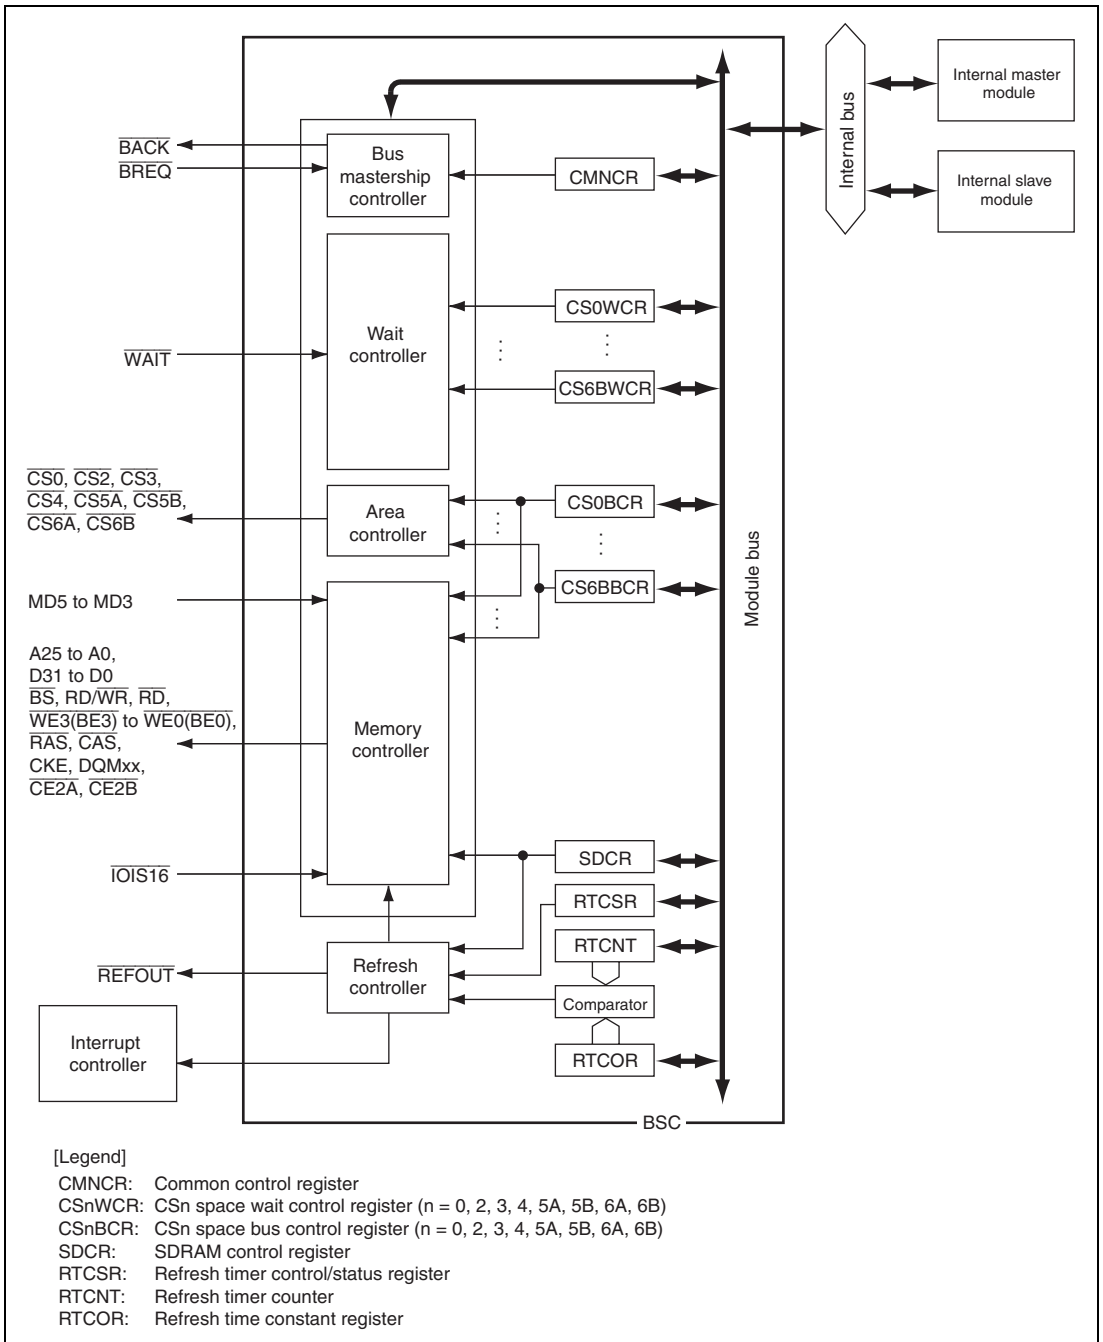 Internal master
module
Internal bus
Internal slave
module
BACK
BREQ
Bus
mastership
controller
CMNCR
WAIT
Wait
controller
CS0WCR
CS6BWCR
CS0, CS2, CS3,
CS4, CS5A, CS5B,
CS6A, CS6B
Area
controller
CS0BCR
CS6BBCR
Module bus
MD5 to MD3
A25 to A0,
D31 to D0
BS, RD/WR, RD,
WE3(BE3) to WE0(BE0),
RAS, CAS,
CKE, DQMxx,
CE2A, CE2B
Memory
controller
IOIS16
SDCR
RTCSR
RTCNT
Comparator
RTCOR
REFOUT
Refresh
controller
Interrupt
controller
BSC
[Legend]
CMNCR: Common control register
CSnWCR: CSn space wait control register (n = 0, 2, 3, 4, 5A, 5B, 6A, 6B)
CSnBCR: CSn space bus control register (n = 0, 2, 3, 4, 5A, 5B, 6A, 6B)
SDCR: SDRAM control register
RTCSR: Refresh timer control/status register
RTCNT: Refresh timer counter
RTCOR: Refresh time constant register